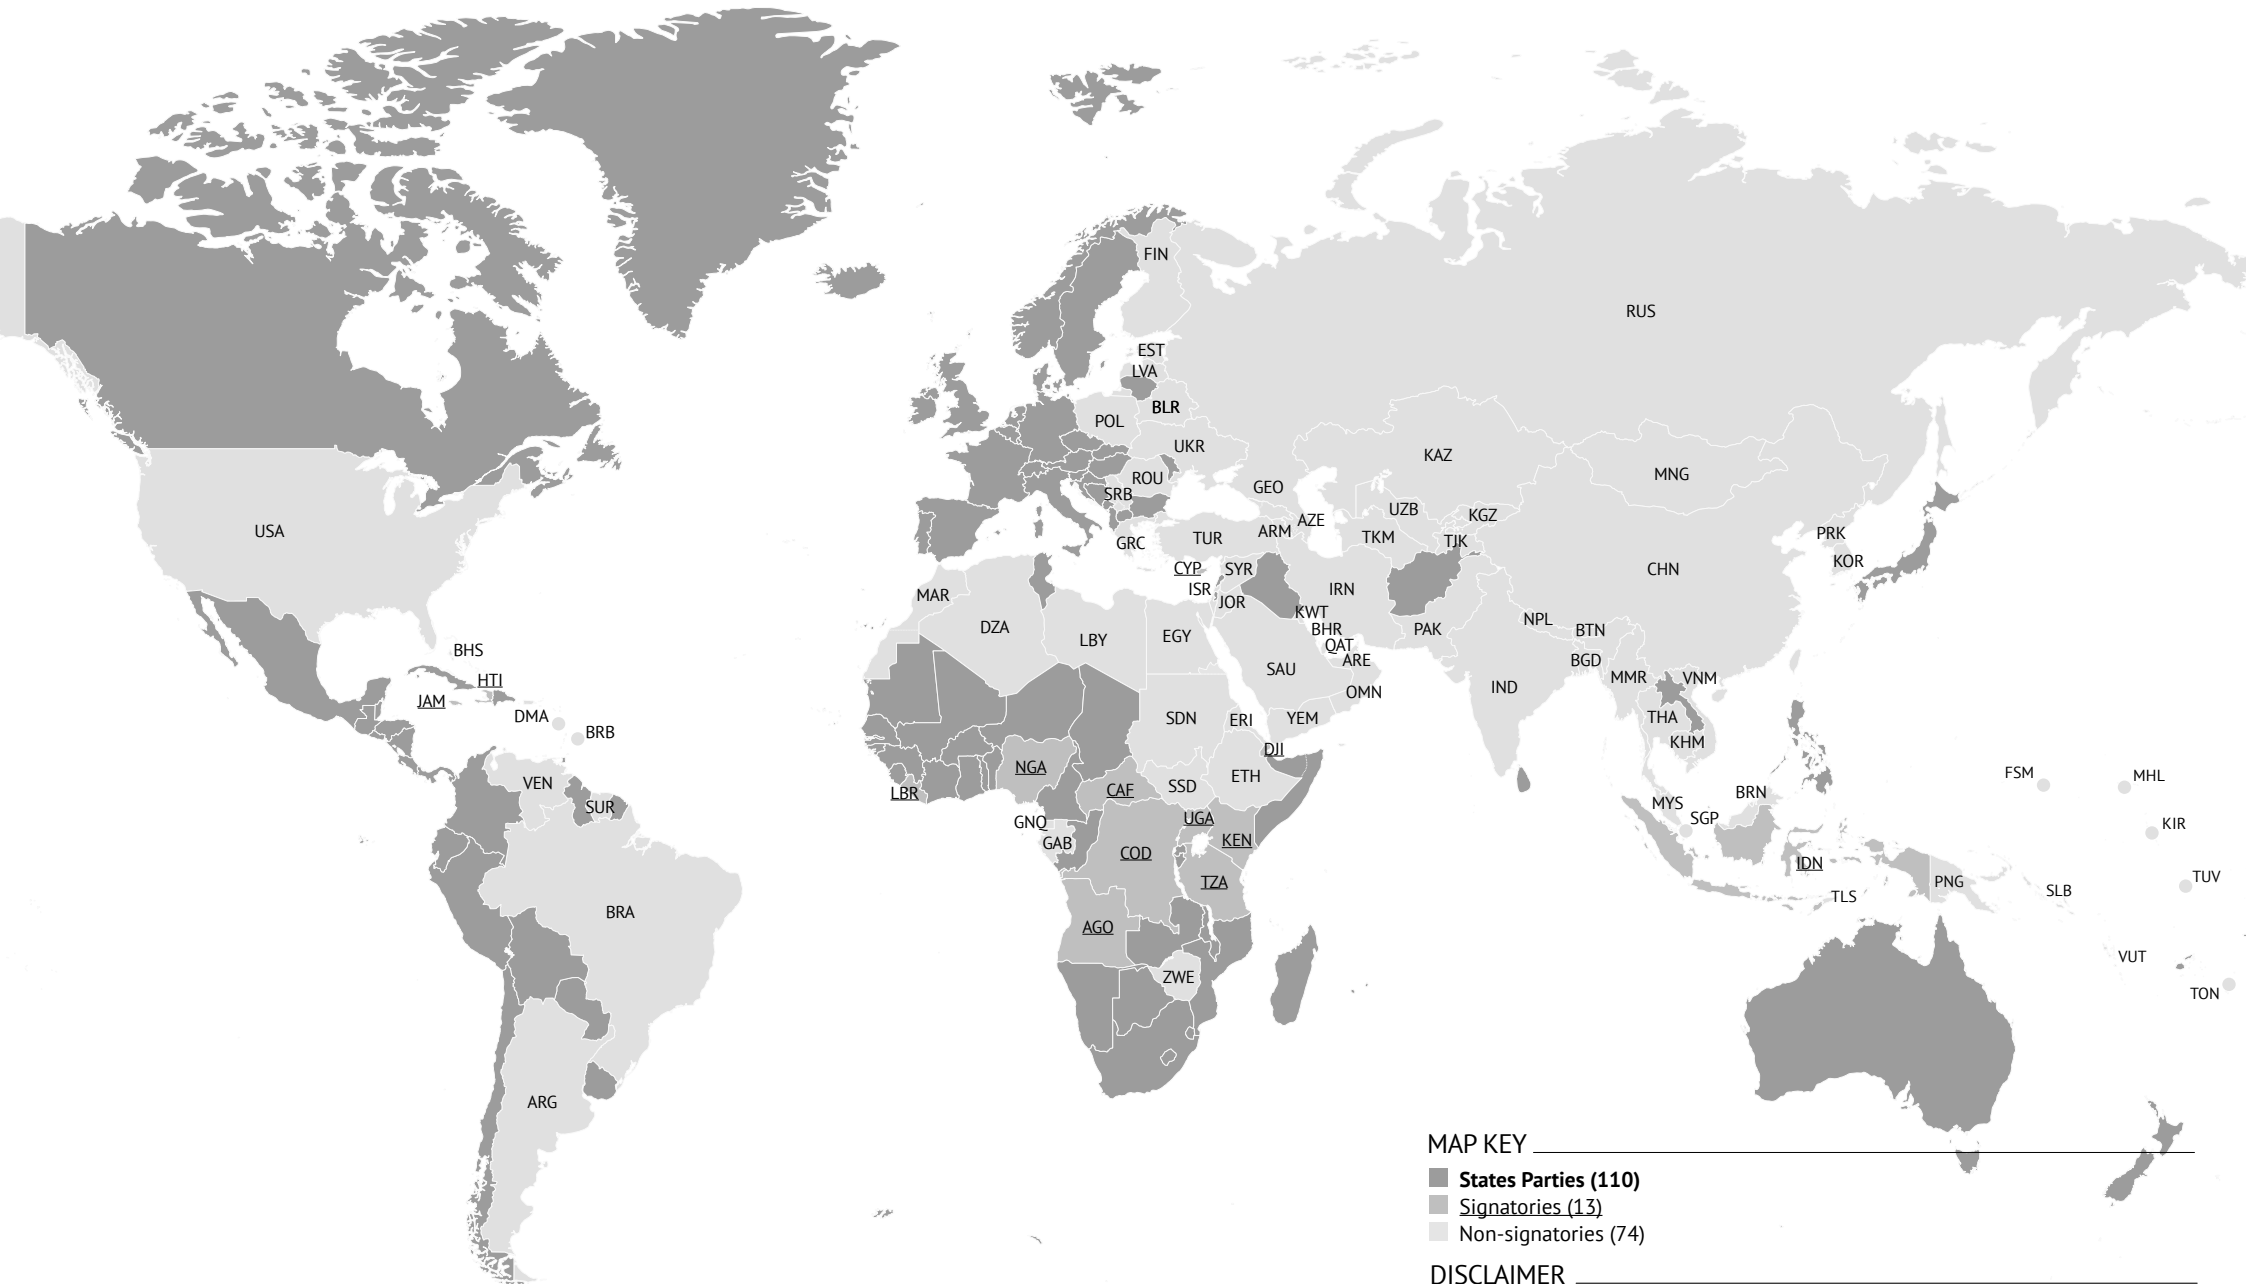 FIN
RUS
EST
LVA
BLR
POL
UKR
KAZ
MNG
ROU
SRB
GEO
UZB
KGZ
USA
AZE
ARM
TUR
TKM
TJK
PRK
GRC
KOR
CYP
SYR
CHN
ISR
IRN
MAR
JOR
KWT
NPL
DZA
LBY
EGY
BHR
PAK
BTN
QAT
BHS
ARE
BGD
SAU
HTI
MMR
VNM
IND
OMN
JAM
DMA
SDN
ERI
YEM
THA
BRB
KHM
DJI
NGA
ETH
FSM
MHL
VEN
SSD
CAF
LBR
BRN
SUR
MYS
SGP
GNQ
UGA
KIR
GAB
KEN
COD
IDN
TZA
PNG
TUV
SLB
TLS
BRA
AGO
VUT
ZWE
TON
ARG
MAP KEY
States Parties (110)
Signatories (13)
Non-signatories (74)
DISCLAIMER